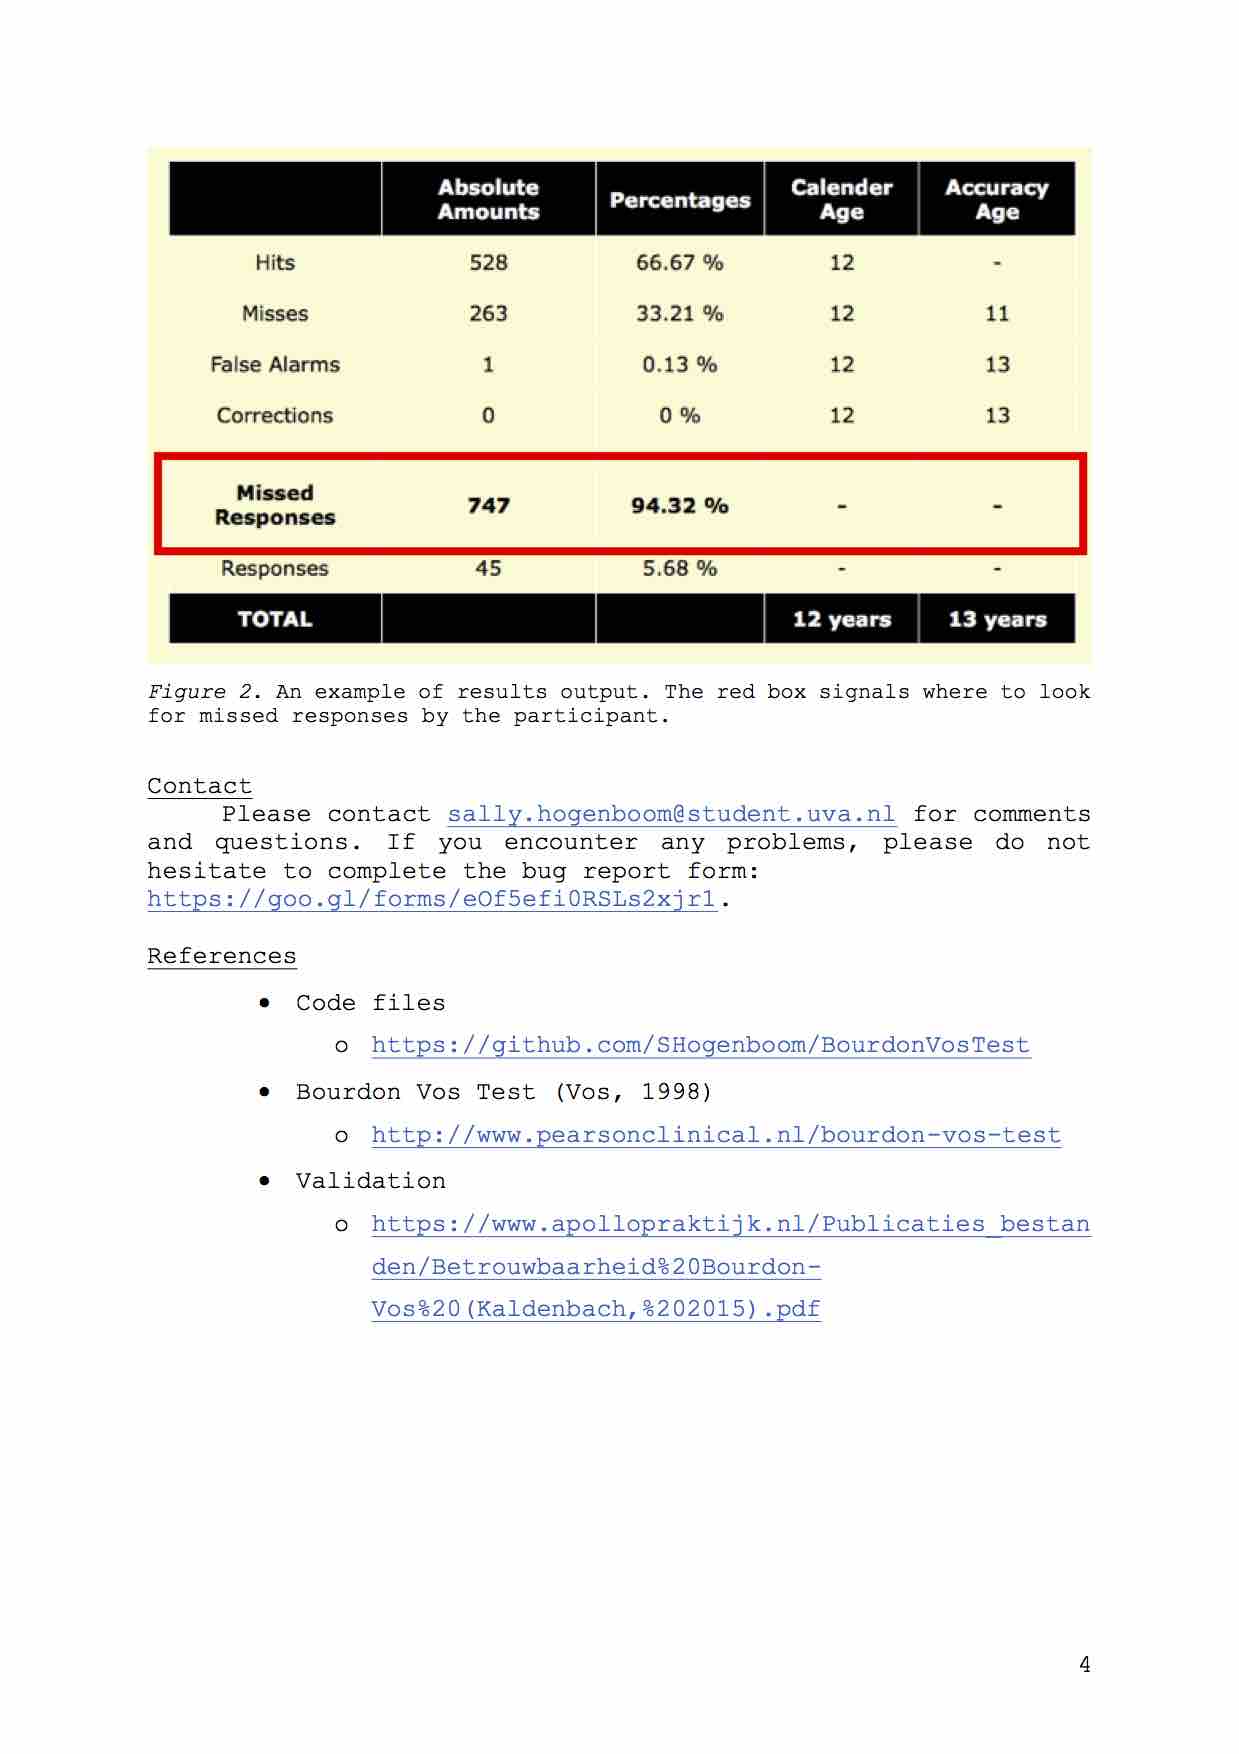 Absolute Amounts Percentages Calender Age Accuracy Age
Hits 528 66.67 % 12 -
Misses 263 33.21 % 12 11
False Alarms 1 0.13 % 12 13
Corrections 0 0 % 12 13
Missed Responses 747 94.32 % - -
Responses 45 5.68 % - -
TOTAL 12 years 13 years
Figure 2. An example of results output. The red box signals where to look
for missed responses by the participant.
Contact
Please contact sally.hogenboom@student.uva.nl for comments
and questions. If you encounter any problems, please do not
hesitate to complete the bug report form:
https://goo.gl/forms/eOf5efi0RSLs2xjr1.
References
• Code files
o https://github.com/SHogenboom/BourdonVosTest
• Bourdon Vos Test (Vos, 1998)
o http://www.pearsonclinical.nl/bourdon-vos-test
• Validation
o https://www.apollopraktijk.nl/Publicaties_bestan
den/Betrouwbaarheid%20Bourdon-
Vos%20(Kaldenbach,%202015).pdf
4